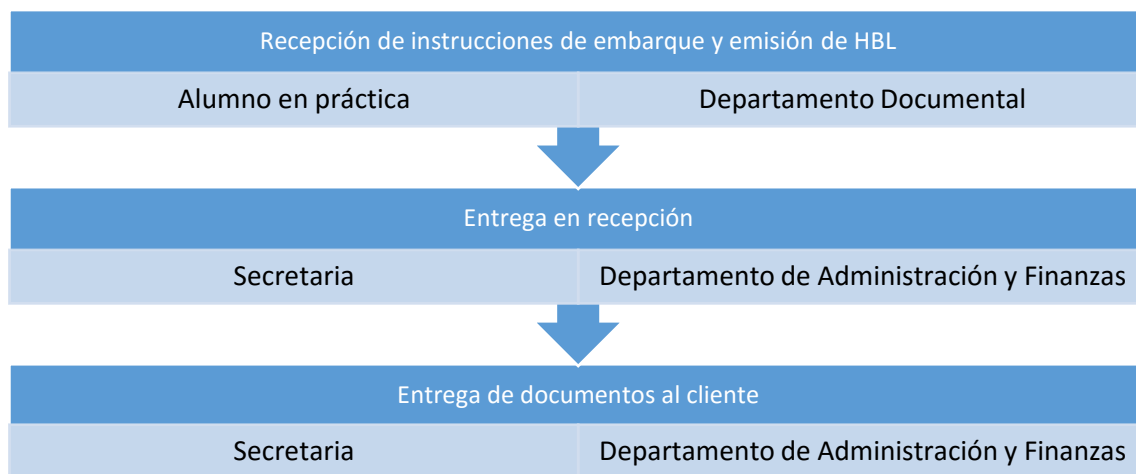 Recepción de instrucciones de embarque y emisión de HBL
Alumno en práctica
Departamento Documental
Entrega en recepción
Secretaria
Departamento de Administración y Finanzas
Entrega de documentos al cliente
Secretaria
Departamento de Administración y Finanzas